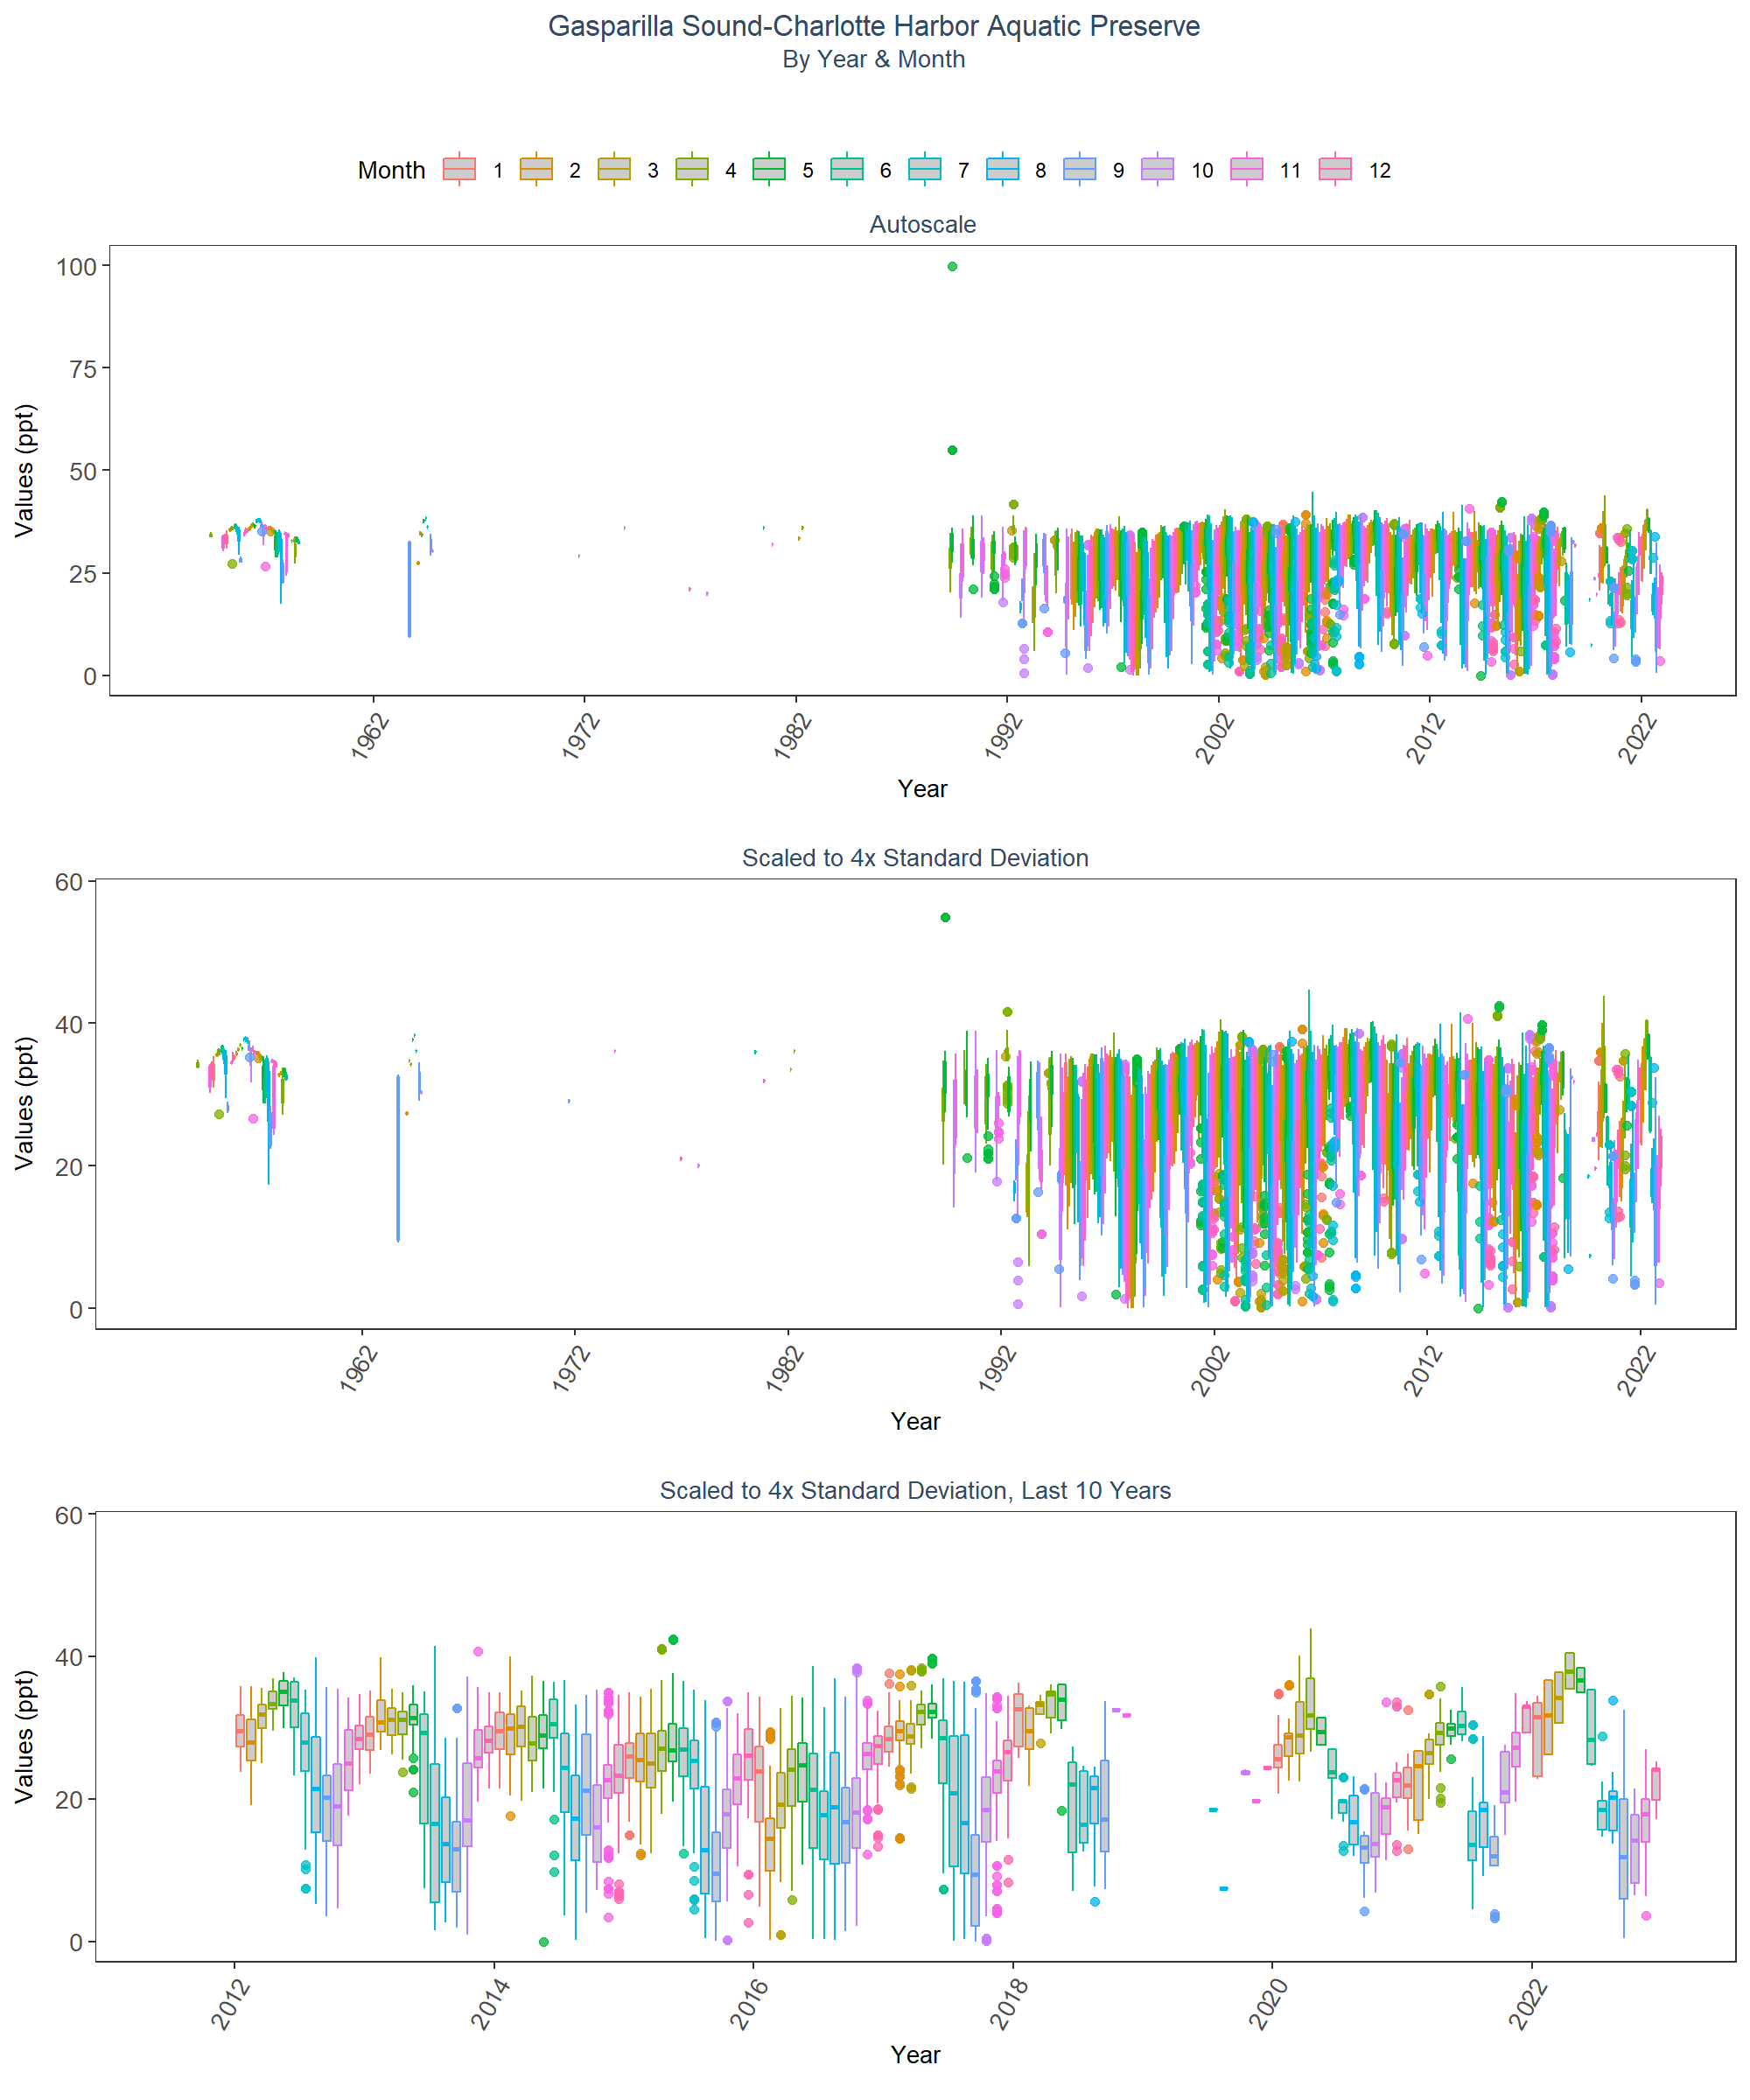 Gasparilla Sound-Charlotte Harbor Aquatic Preserve
By Year & Month
Month 1 2 3 4 5 6 7 8 9 10 11 12
Autoscale
100
75
50
25
0
Values (ppt)
1962 1972 1982 1992 2002 2012 2022
Year
Scaled to 4x Standard Deviation
60
40
20
0
Values (ppt)
1962 1972 1982 1992 2002 2012 2022
Year
Scaled to 4x Standard Deviation, Last 10 Years
60
40
20
0
Values (ppt)
2012 2014 2016 2018 2020 2022
Year